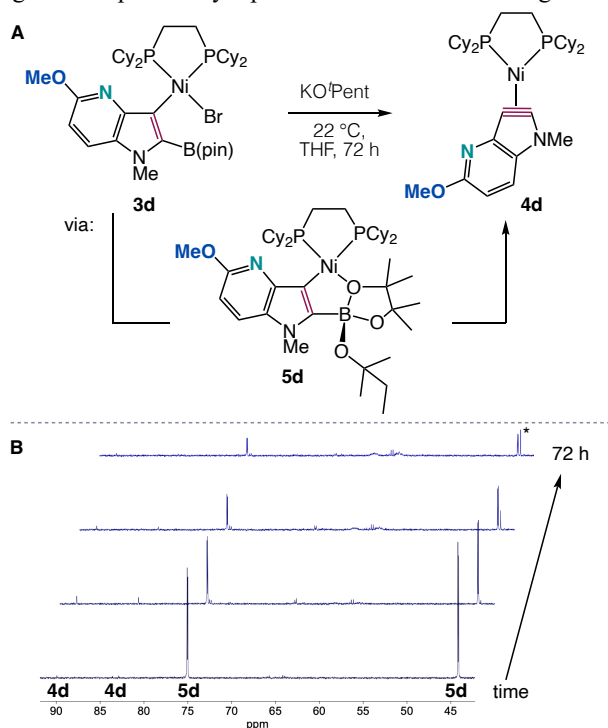 A
Cy2P PCy2
Ni
Br
MeO N
B(pin)
N
Me
3d
KOtPent
22 °C,
THF, 72 h
Cy2P PCy2
Ni
NMe
N
MeO
4d
via:
Cy2P PCy2
Ni
MeO N
O
B O
N
Me
O
5d
B
* 72 h
4d 4d 5d 5d time
90 85 80 75 70 65 60 55 50 45
ppm